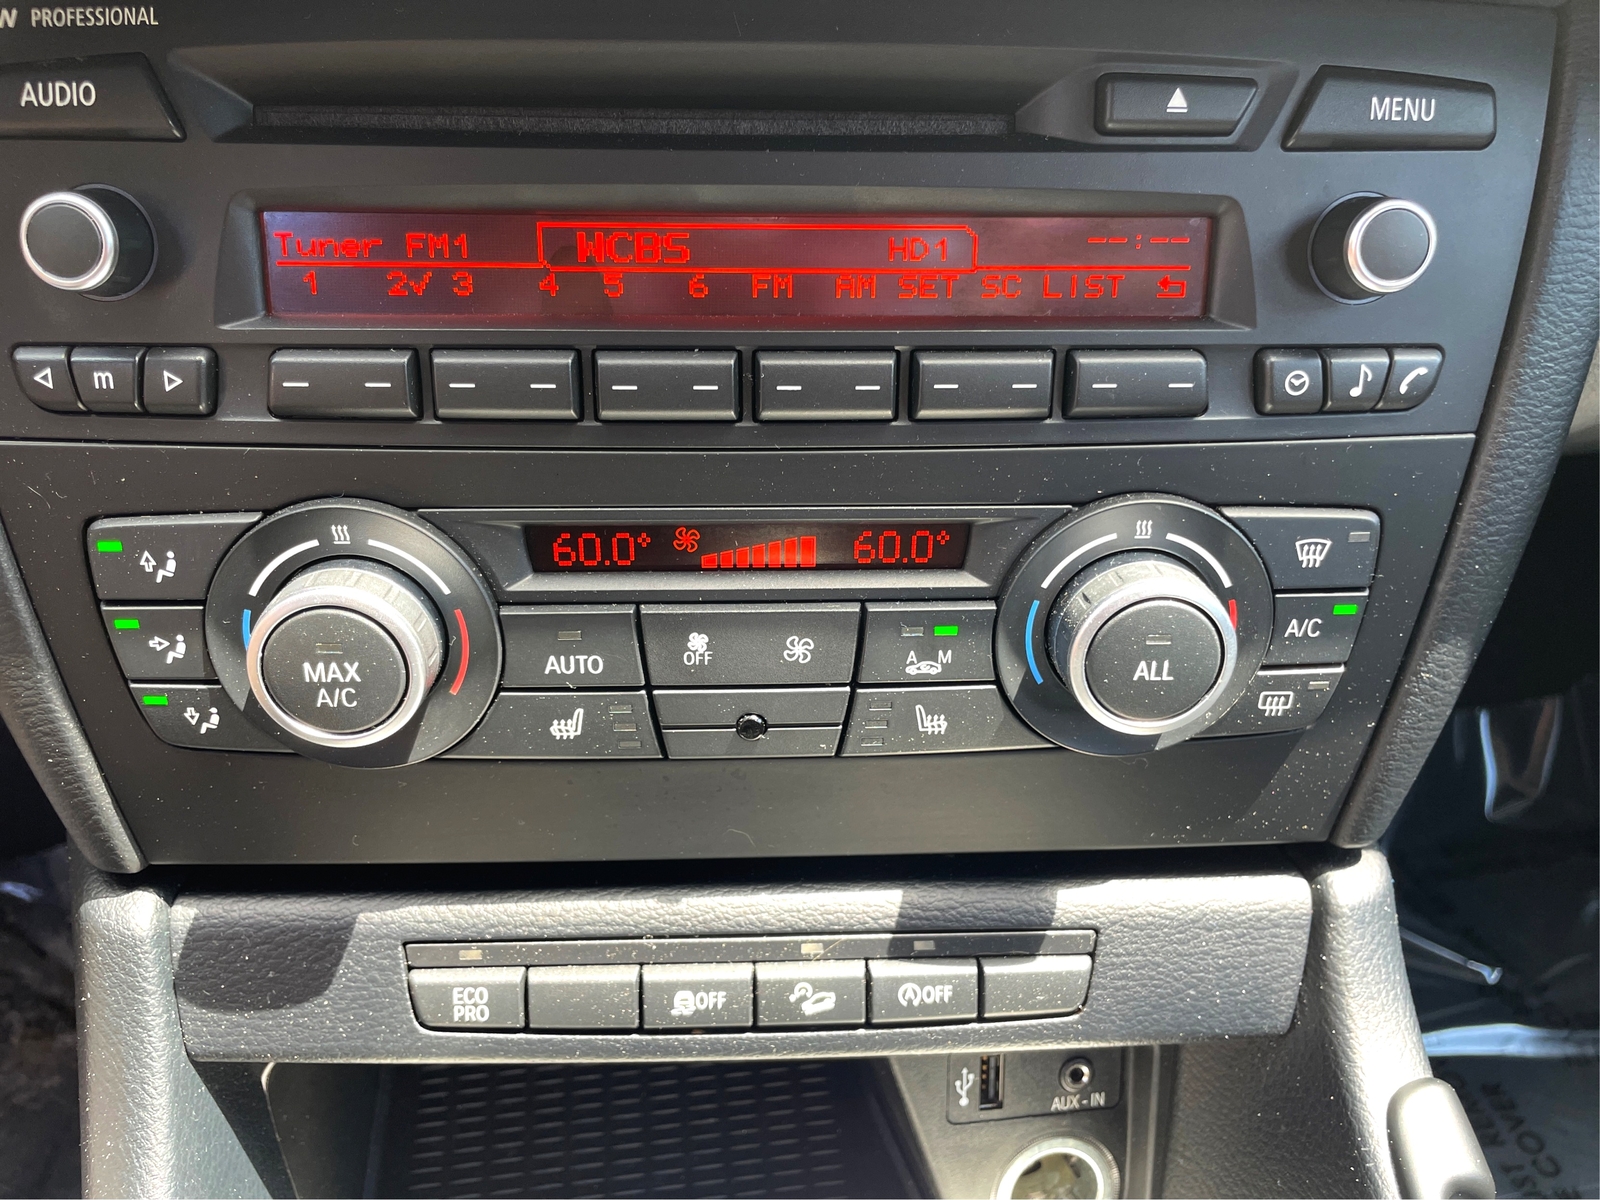 PROFESSIONAL
AUDIO
MENU
Tuner FM1 WCBS HD1 --:--
1 2✓ 3 4 5 6 FM AM SET SC LIST
m
60.0° 60.0°
MAX
A/C
AUTO
OFF
A M
ALL
A/C
ECO
PRO
OFF
OFF
AUX-IN
COVER